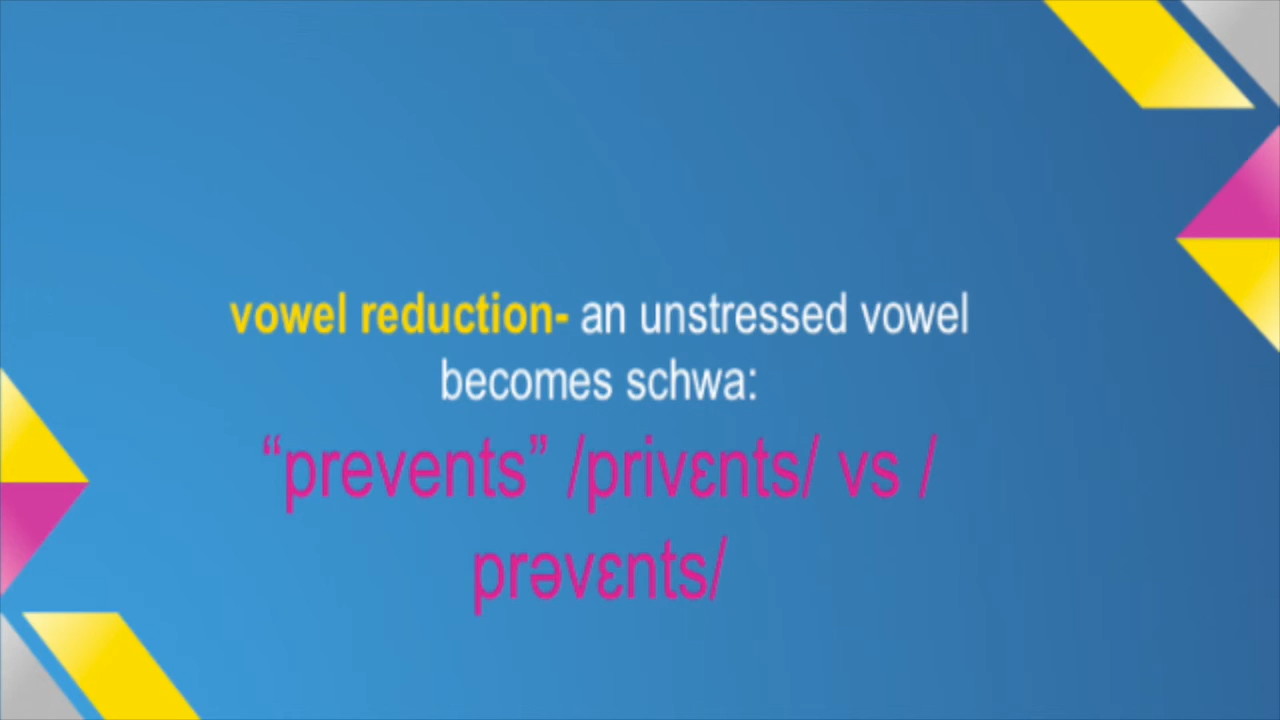 vowel reduction- an unstressed vowel
becomes schwa:
“prevents” /privɛnts/ vs /
prəvɛnts/